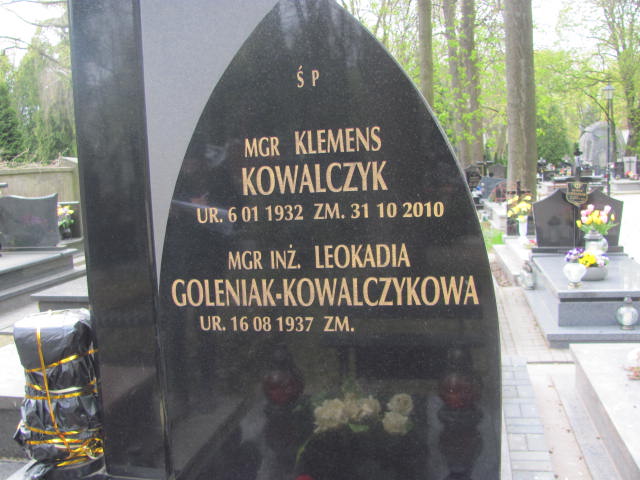 Ś P
MGR KLEMENS
KOWALCZYK
UR. 6 01 1932 ZM. 31 10 2010
MGR INŻ. LEOKADIA
GOLENIAK-KOWALCZYKOWA
UR. 16 08 1937 ZM.